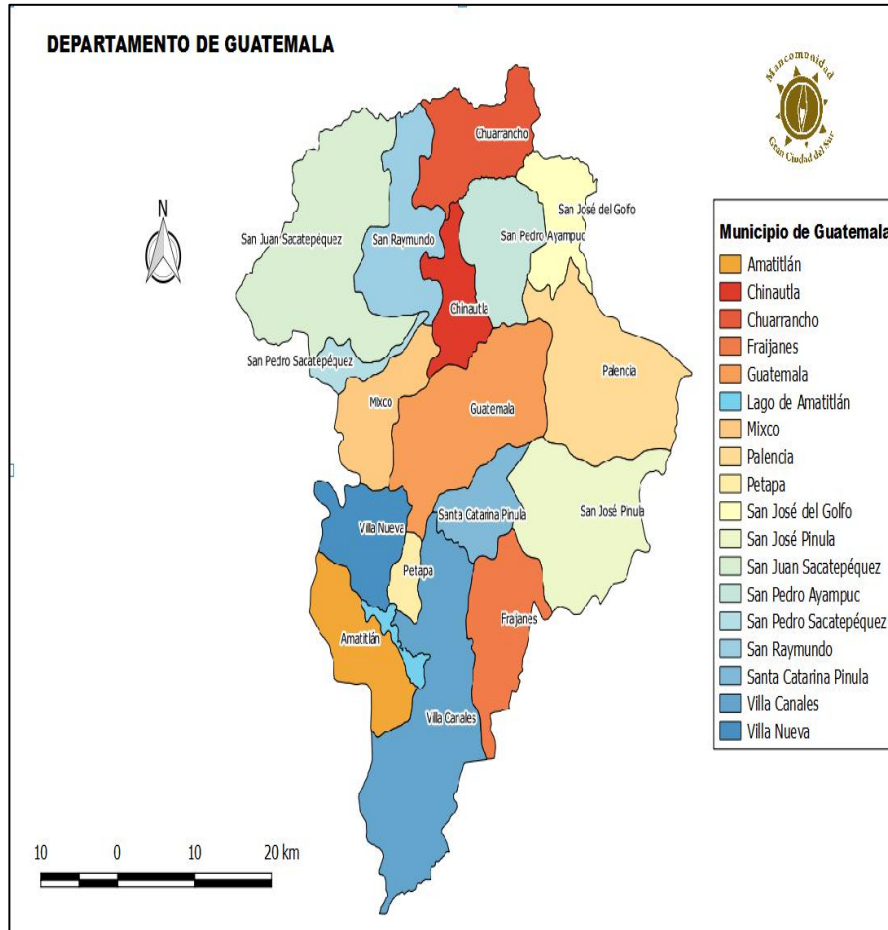 DEPARTAMENTO DE GUATEMALA
Mancomunidad
Gran Ciudad del Sur
N
Chuarrancho
San José del Gofo
San Juan Sacatepéquez
San Raymundo
San Pedro Ayampuc
Chinautla
San Pedro Sacatepéquez
Palencia
Mixco
Guatemala
Santa Catarina Pinula
San José Pinula
Villa Nueva
Petapa
Frajanes
Amatitlán
Villa Canales
Municipio de Guatemala
Amatitlán
Chinautla
Chuarrancho
Fraijanes
Guatemala
Lago de Amatitlán
Mixco
Palencia
Petapa
San José del Golfo
San José Pinula
San Juan Sacatepéquez
San Pedro Ayampuc
San Pedro Sacatepéquez
San Raymundo
Santa Catarina Pinula
Villa Canales
Villa Nueva
10 0 10 20 km